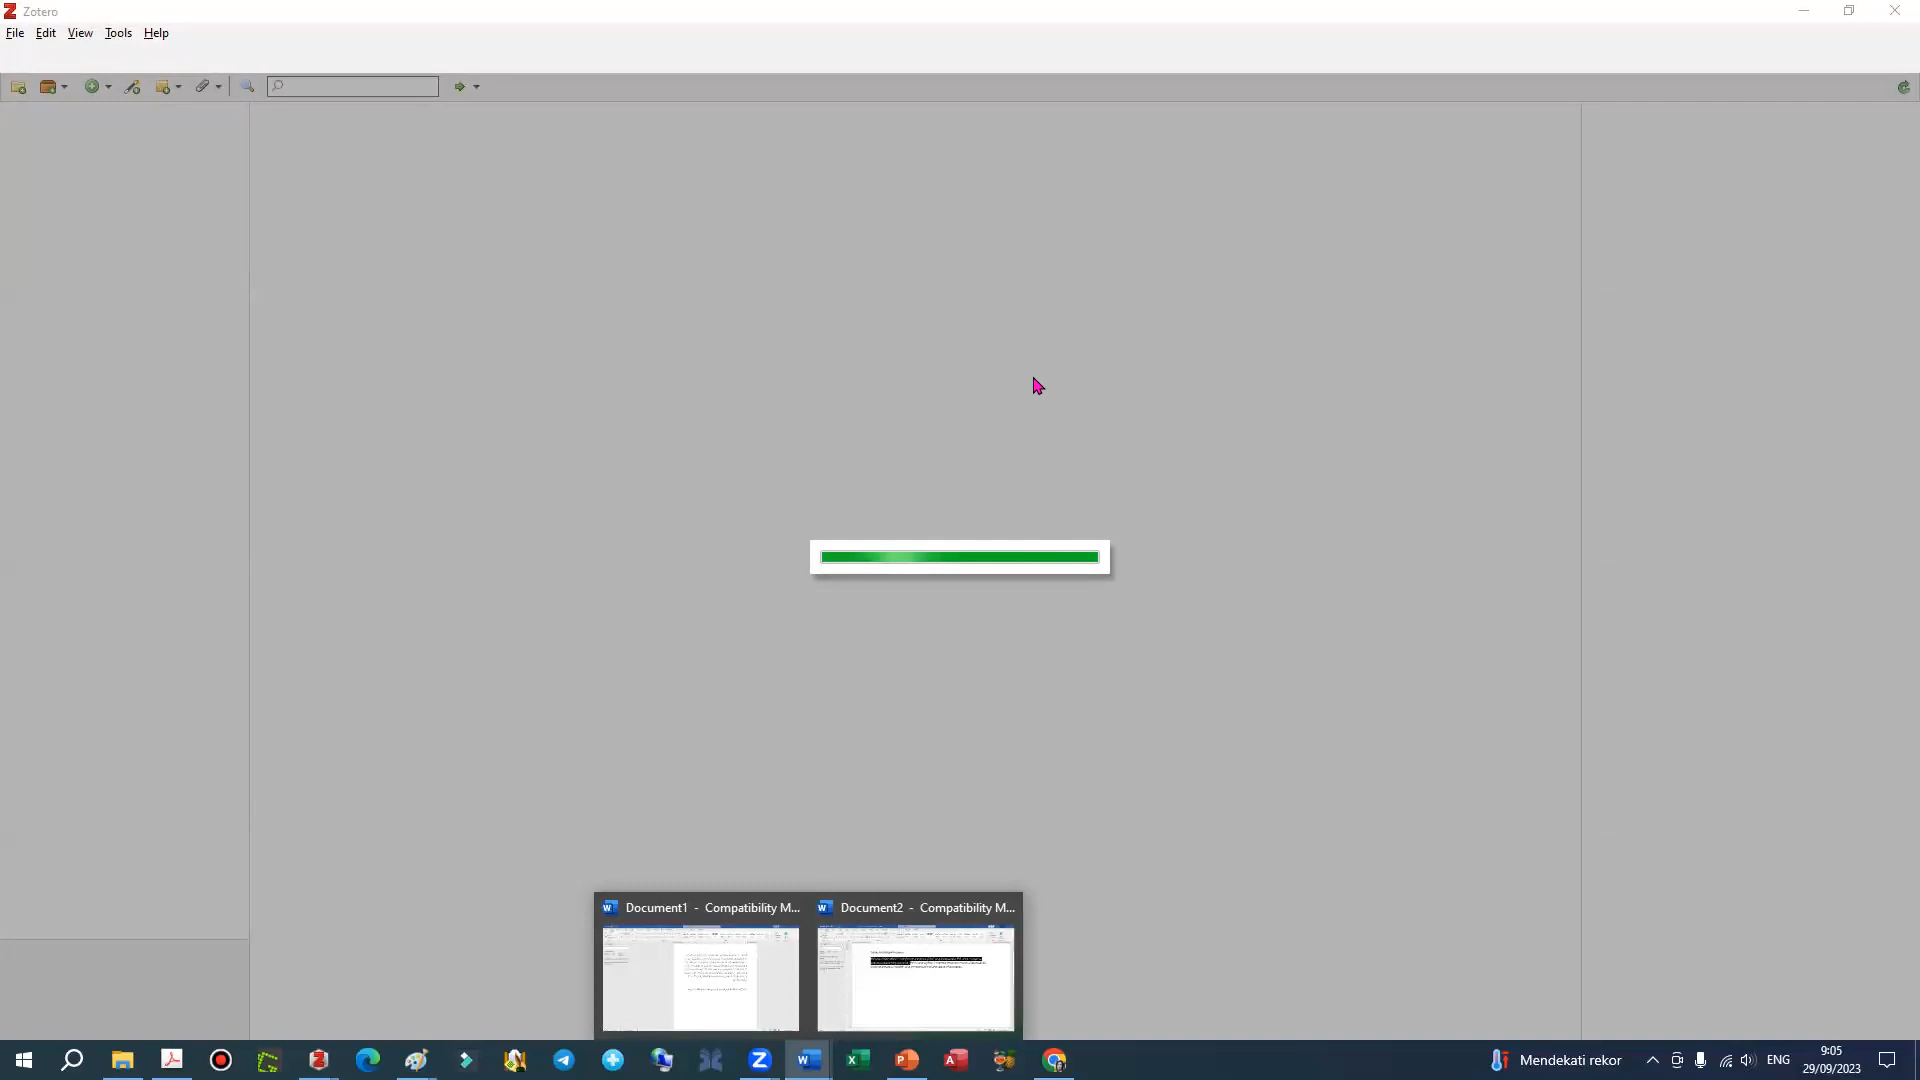 Zotero
File Edit View Tools Help
Document1 - Compatibility M...
Document2 - Compatibility M...
Mendekati rekor
ENG
9:05
29/09/2023